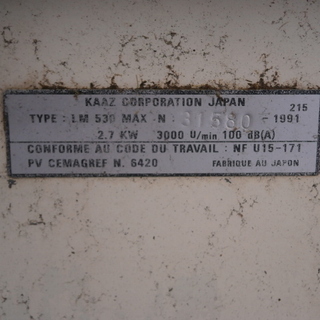 KAAZ CORPORATION JAPAN
215
TYPE : LM 530 MAX - N : 31580 - 1991
2.7 KW 3000 U/min 100 dB(A)
CONFORME AU CODE DU TRAVAIL : NF U15-171
PV CEMAGREF N. 6420 FABRIQUE AU JAPON